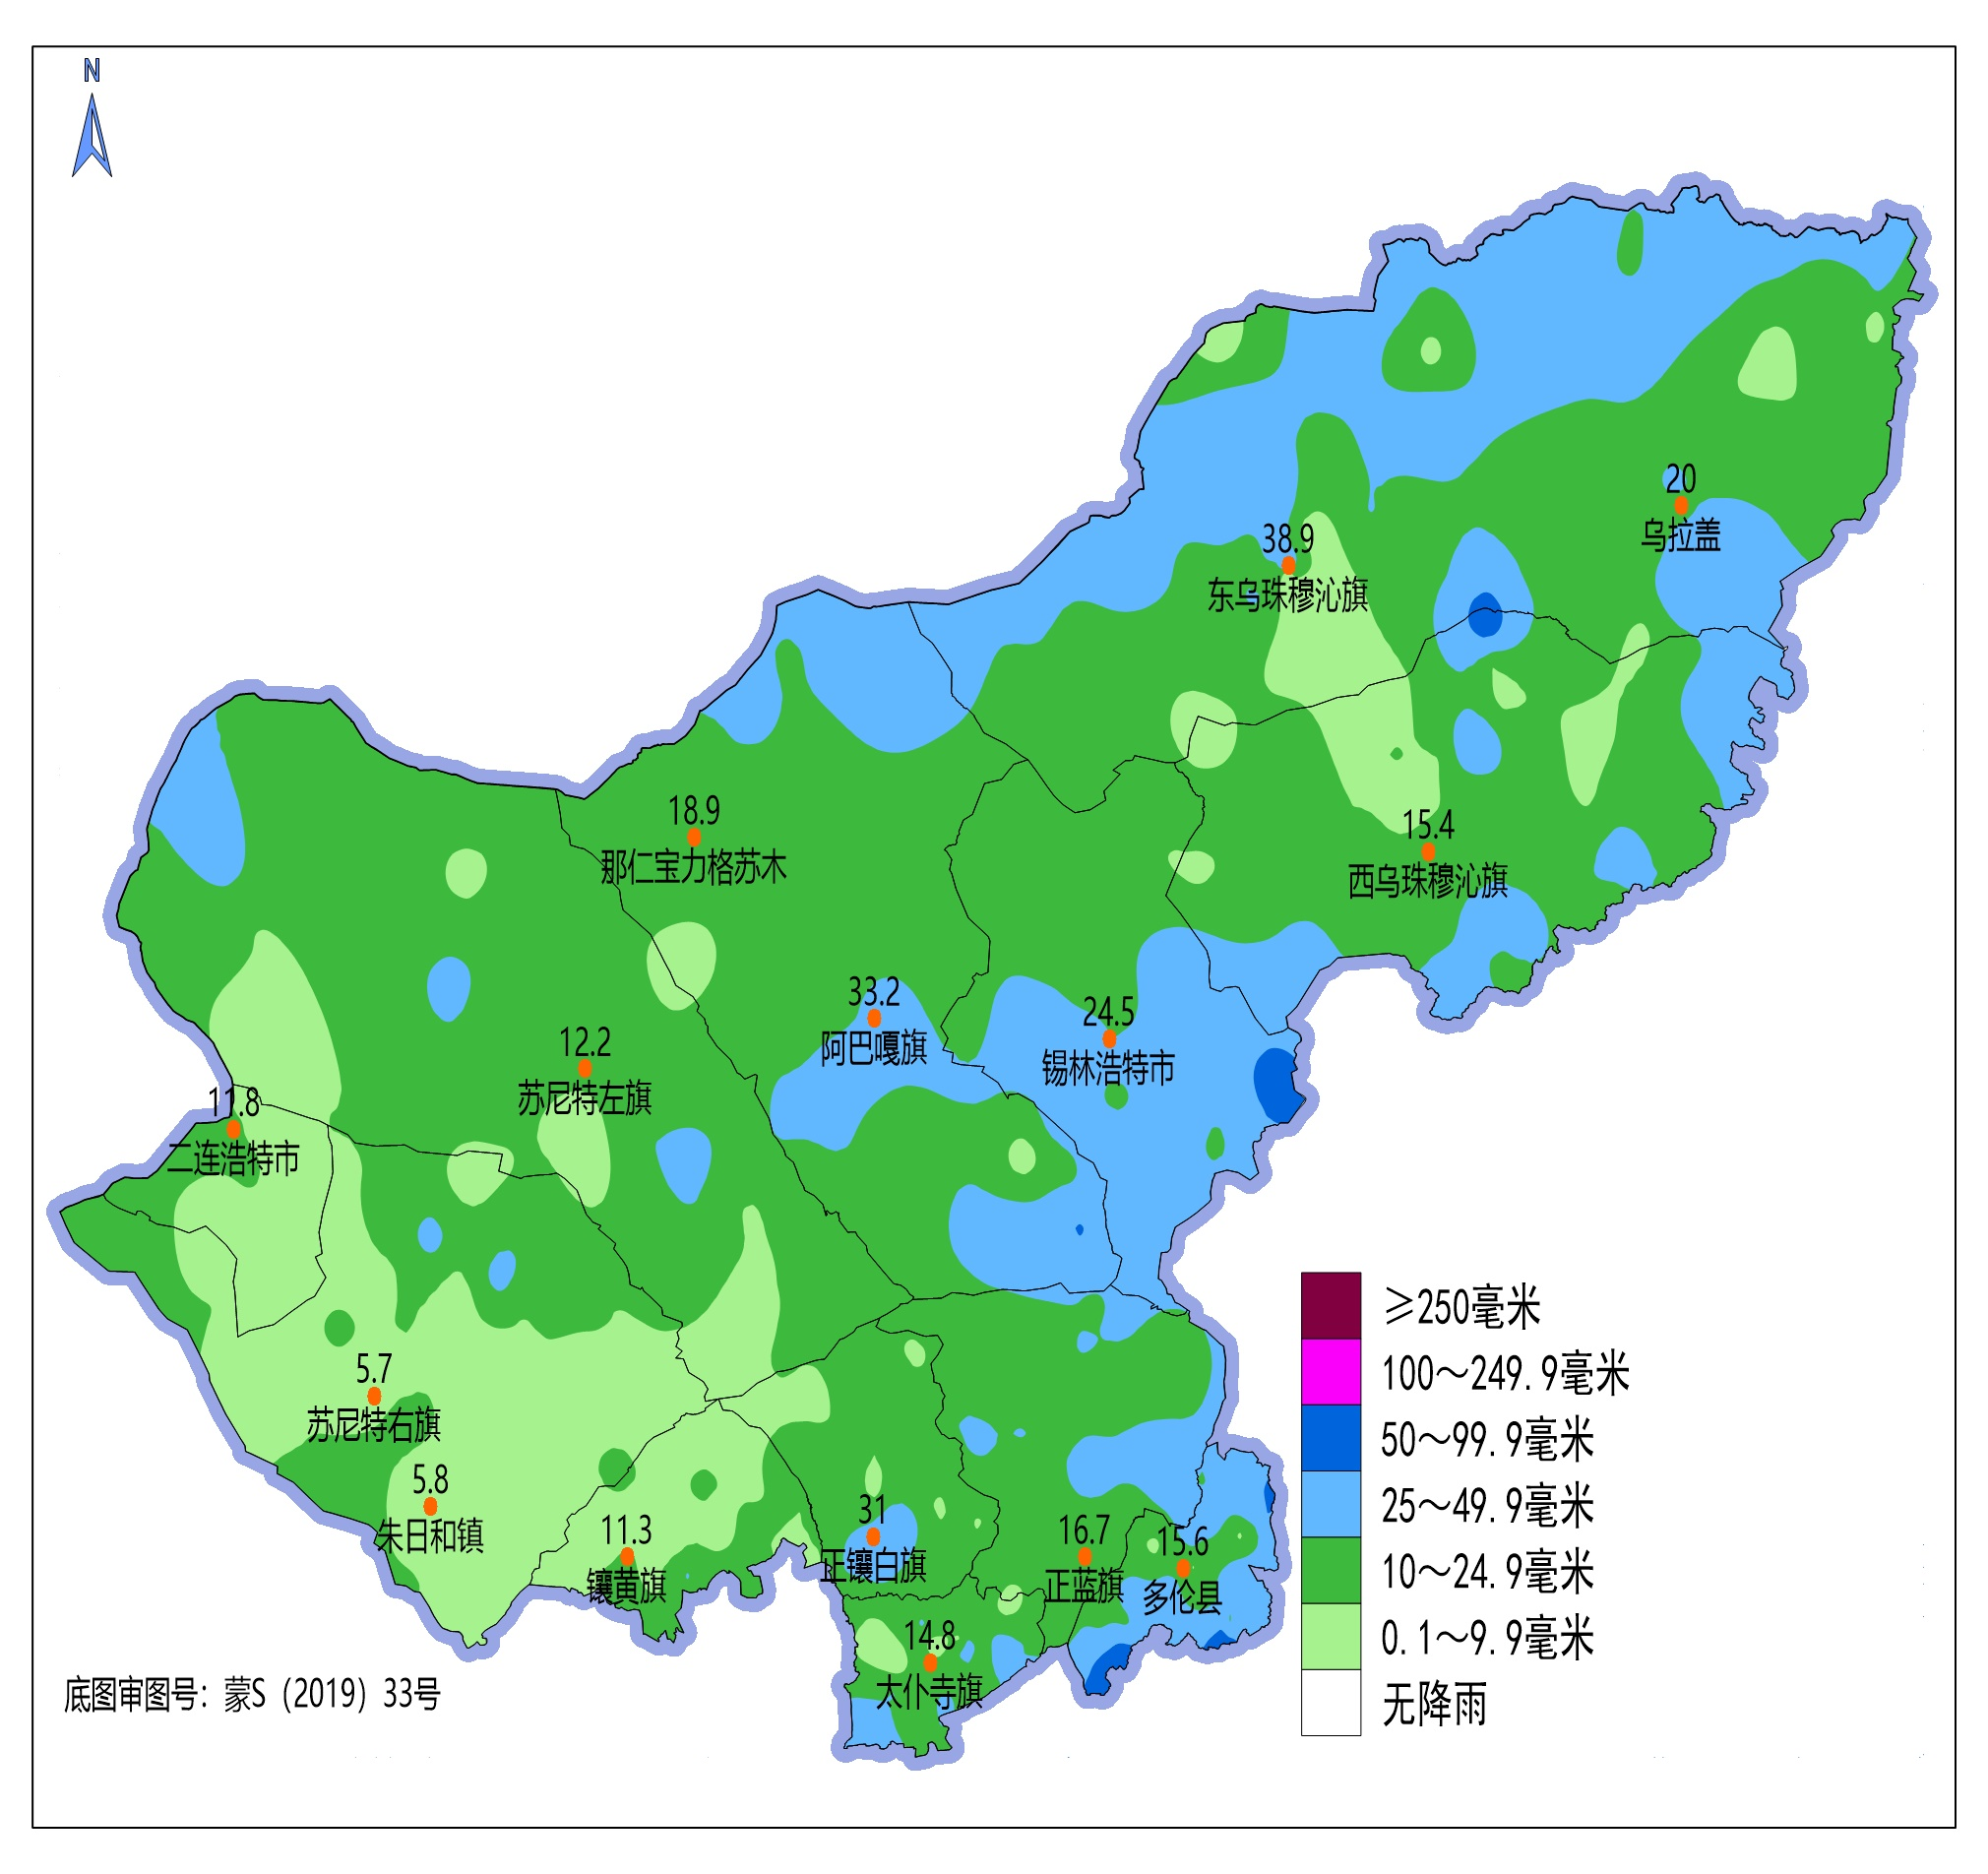 N
20
乌拉盖
38.9
东乌珠穆沁旗
18.9
那仁宝力格苏木
15.4
西乌珠穆沁旗
33.2
阿巴嘎旗
24.5
锡林浩特市
12.2
苏尼特左旗
11.8
二连浩特市
5.7
苏尼特右旗
5.8
朱日和镇
11.3
镶黄旗
31
正镶白旗
16.7
正蓝旗
15.6
多伦县
14.8
太仆寺旗
≥250毫米
100～249.9毫米
50～99.9毫米
25～49.9毫米
10～24.9毫米
0.1～9.9毫米
无降雨
底图审图号：蒙S（2019）33号